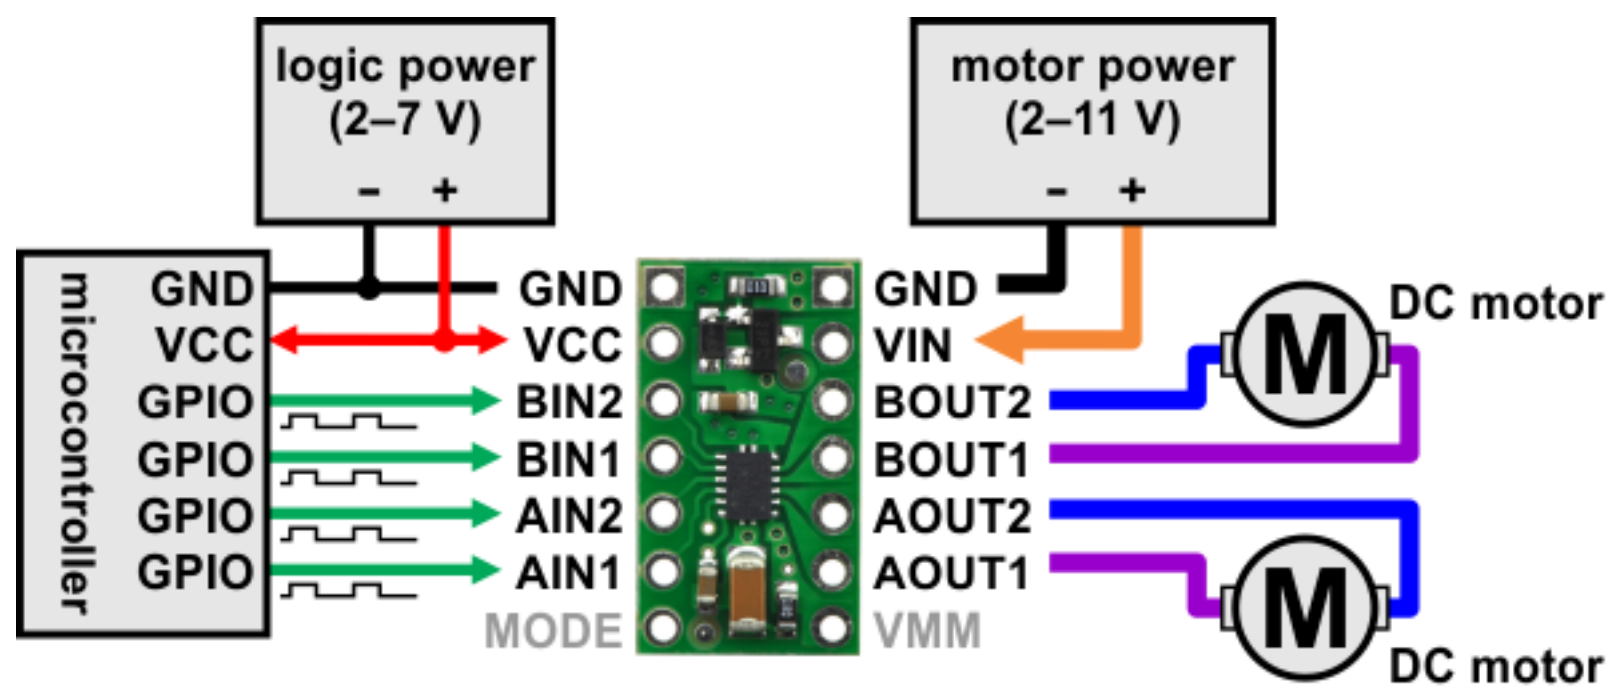 logic power
(2–7 V)
– +
motor power
(2–11 V)
– +
microcontroller
GND
VCC
GPIO
GPIO
GPIO
GPIO
GND
VCC
BIN2
BIN1
AIN2
AIN1
MODE
GND
VIN
BOUT2
BOUT1
AOUT2
AOUT1
VMM
M
DC motor
M
DC motor